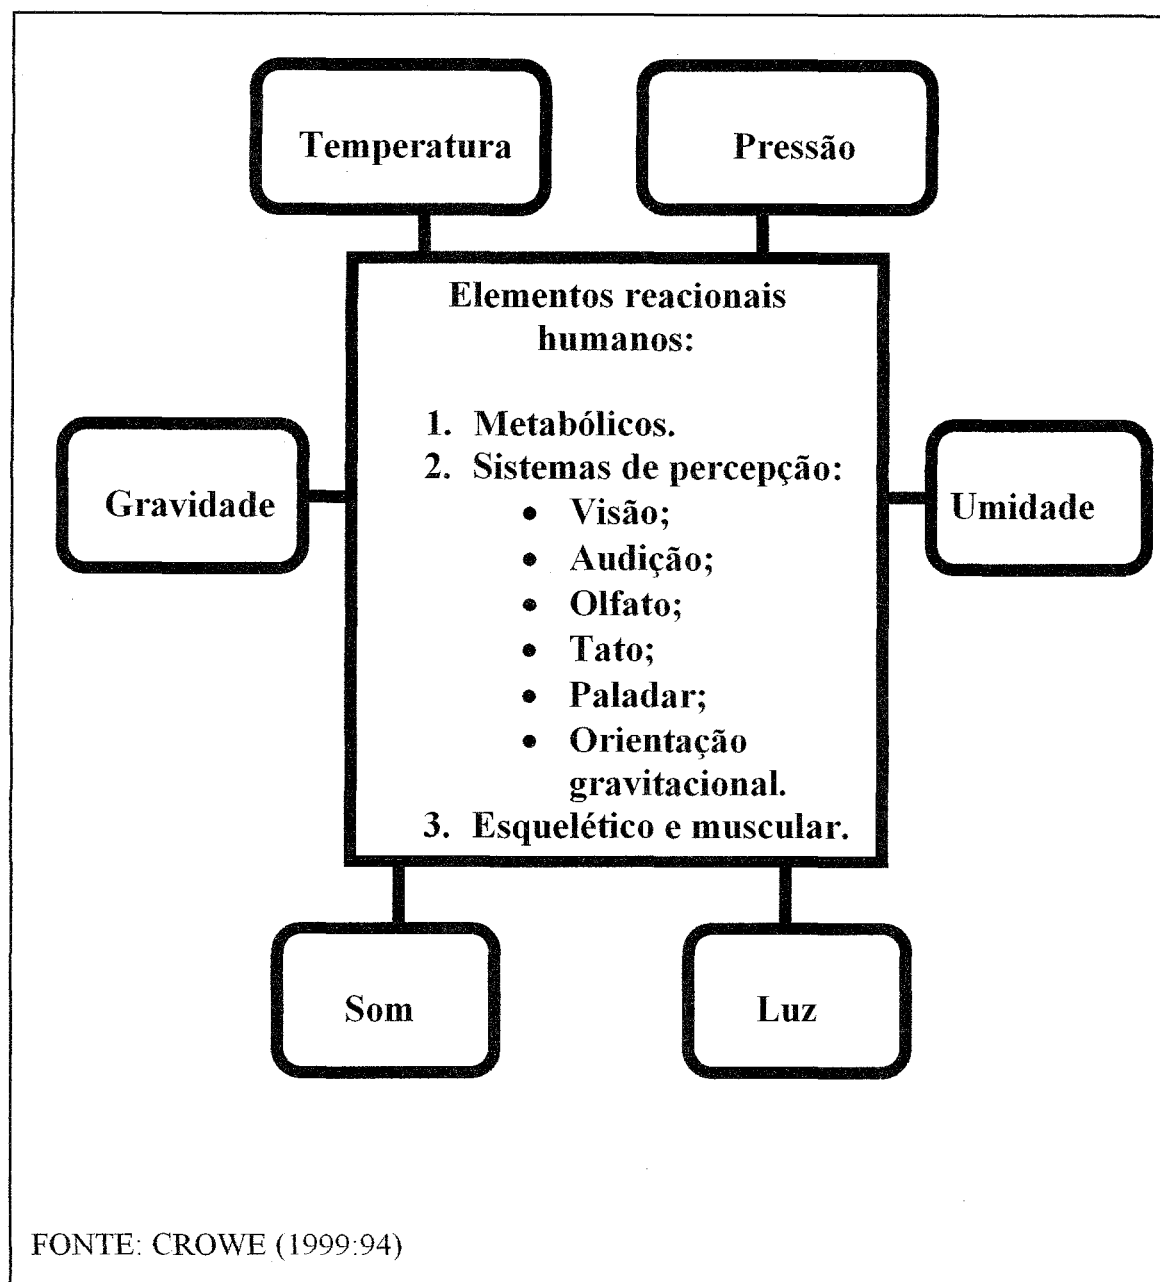 Temperatura
Pressão
Elementos reacionais
humanos:
1. Metabólicos.
2. Sistemas de percepção:
• Visão;
• Audição;
• Olfato;
• Tato;
• Paladar;
• Orientação
gravitacional.
3. Esquelético e muscular.
Gravidade
Umidade
Som
Luz
FONTE: CROWE (1999:94)